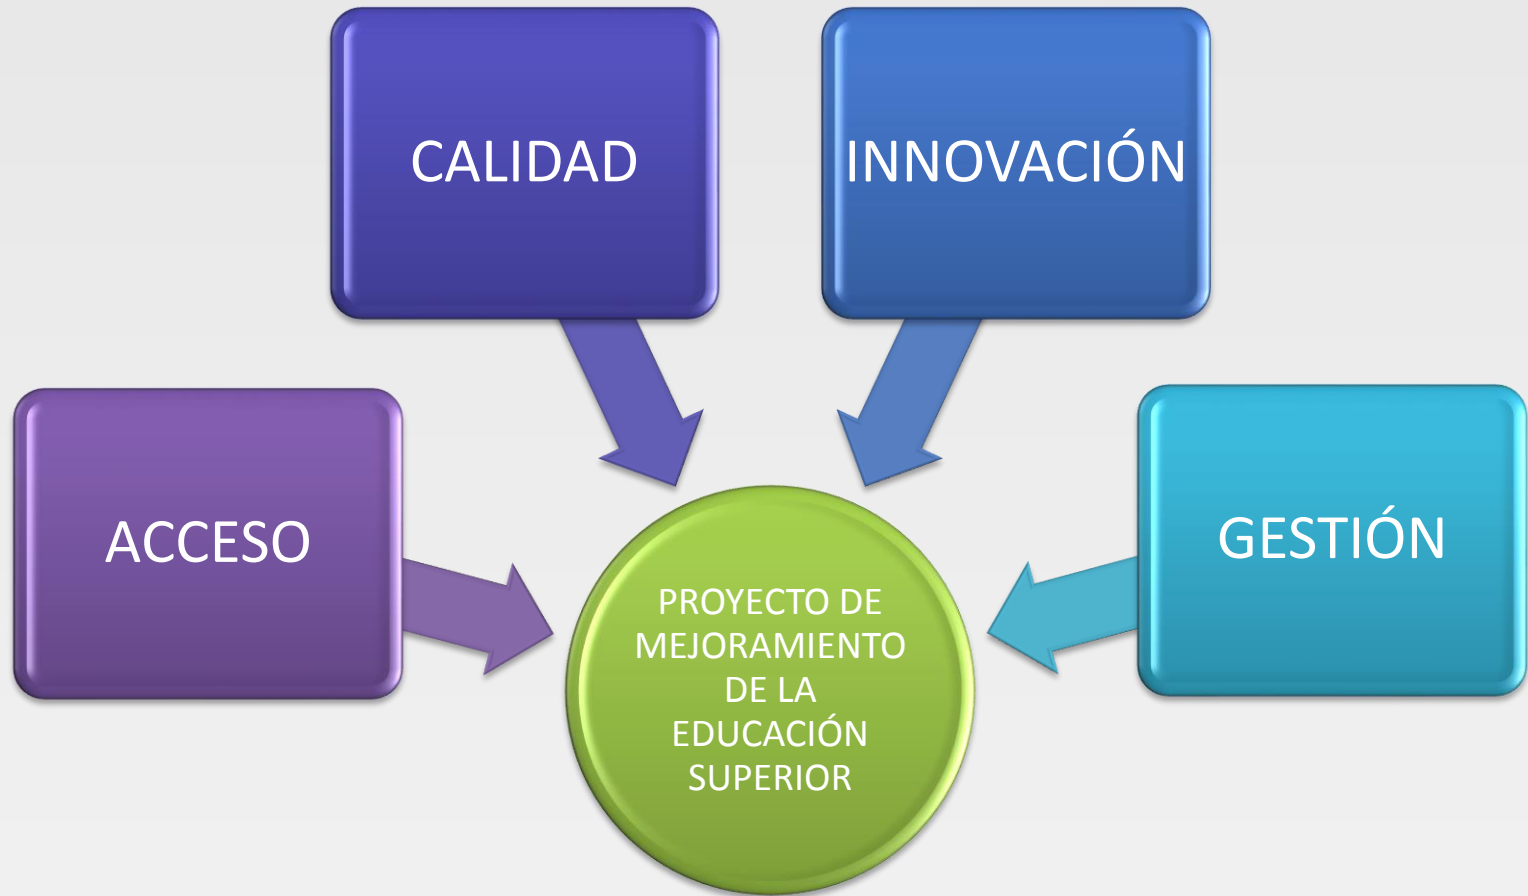 CALIDAD
INNOVACIÓN
ACCESO
GESTIÓN
PROYECTO DE
MEJORAMIENTO
DE LA
EDUCACIÓN
SUPERIOR